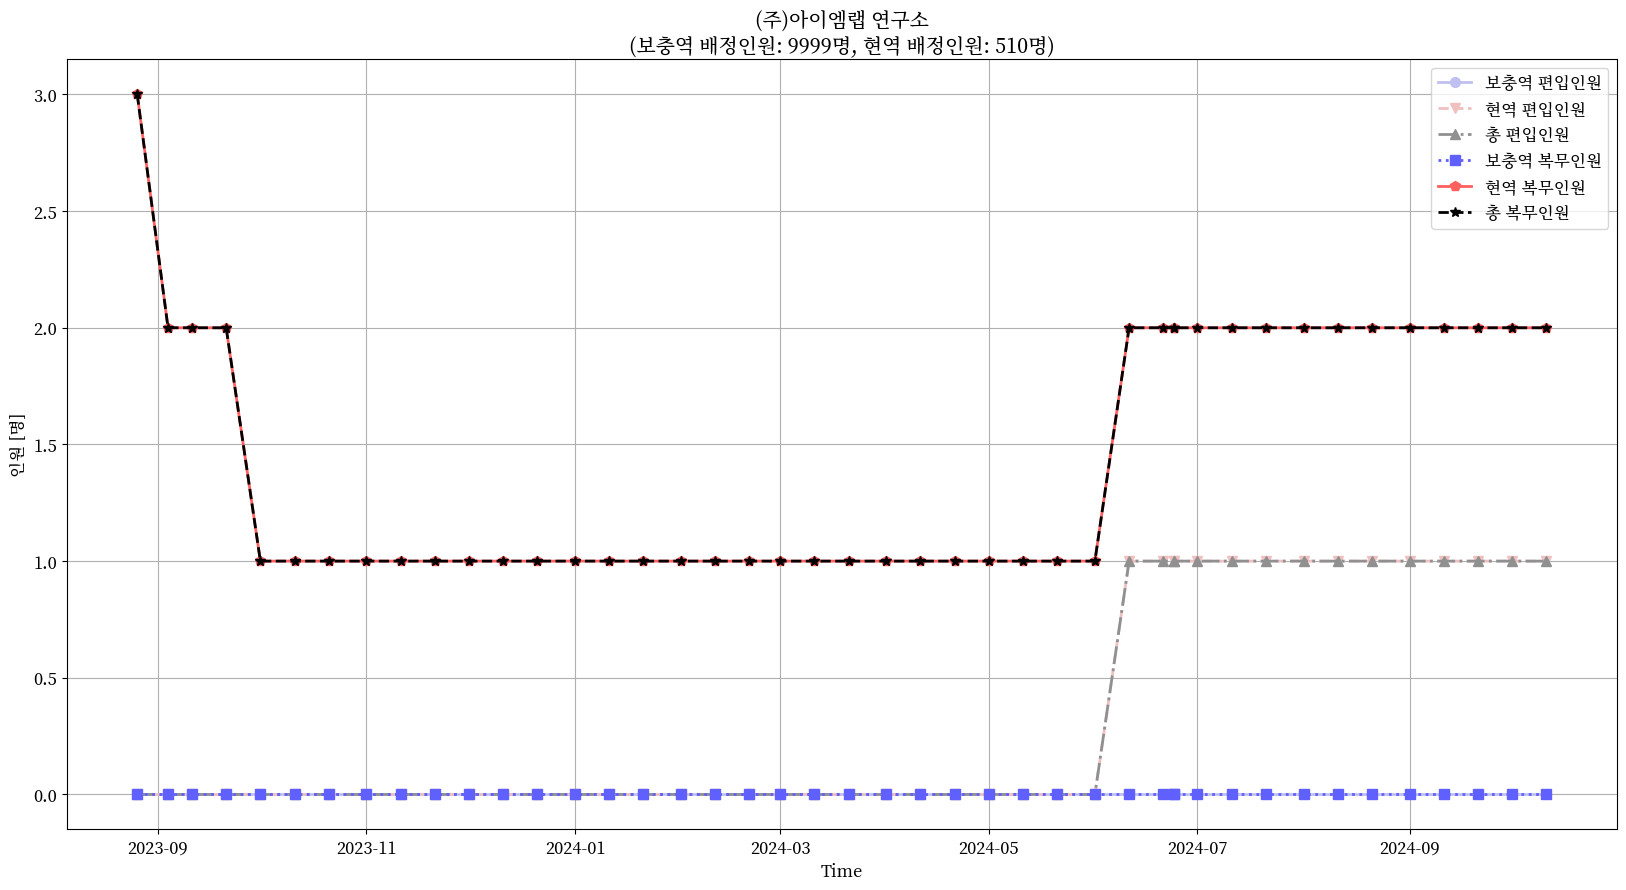 (주)아이엠랩 연구소
(보충역 배정인원: 9999명, 현역 배정인원: 510명)
보충역 편입인원
현역 편입인원
총 편입인원
보충역 복무인원
현역 복무인원
총 복무인원
인원 [명]
3.0
2.5
2.0
1.5
1.0
0.5
0.0
2023-09
2023-11
2024-01
2024-03
2024-05
2024-07
2024-09
Time